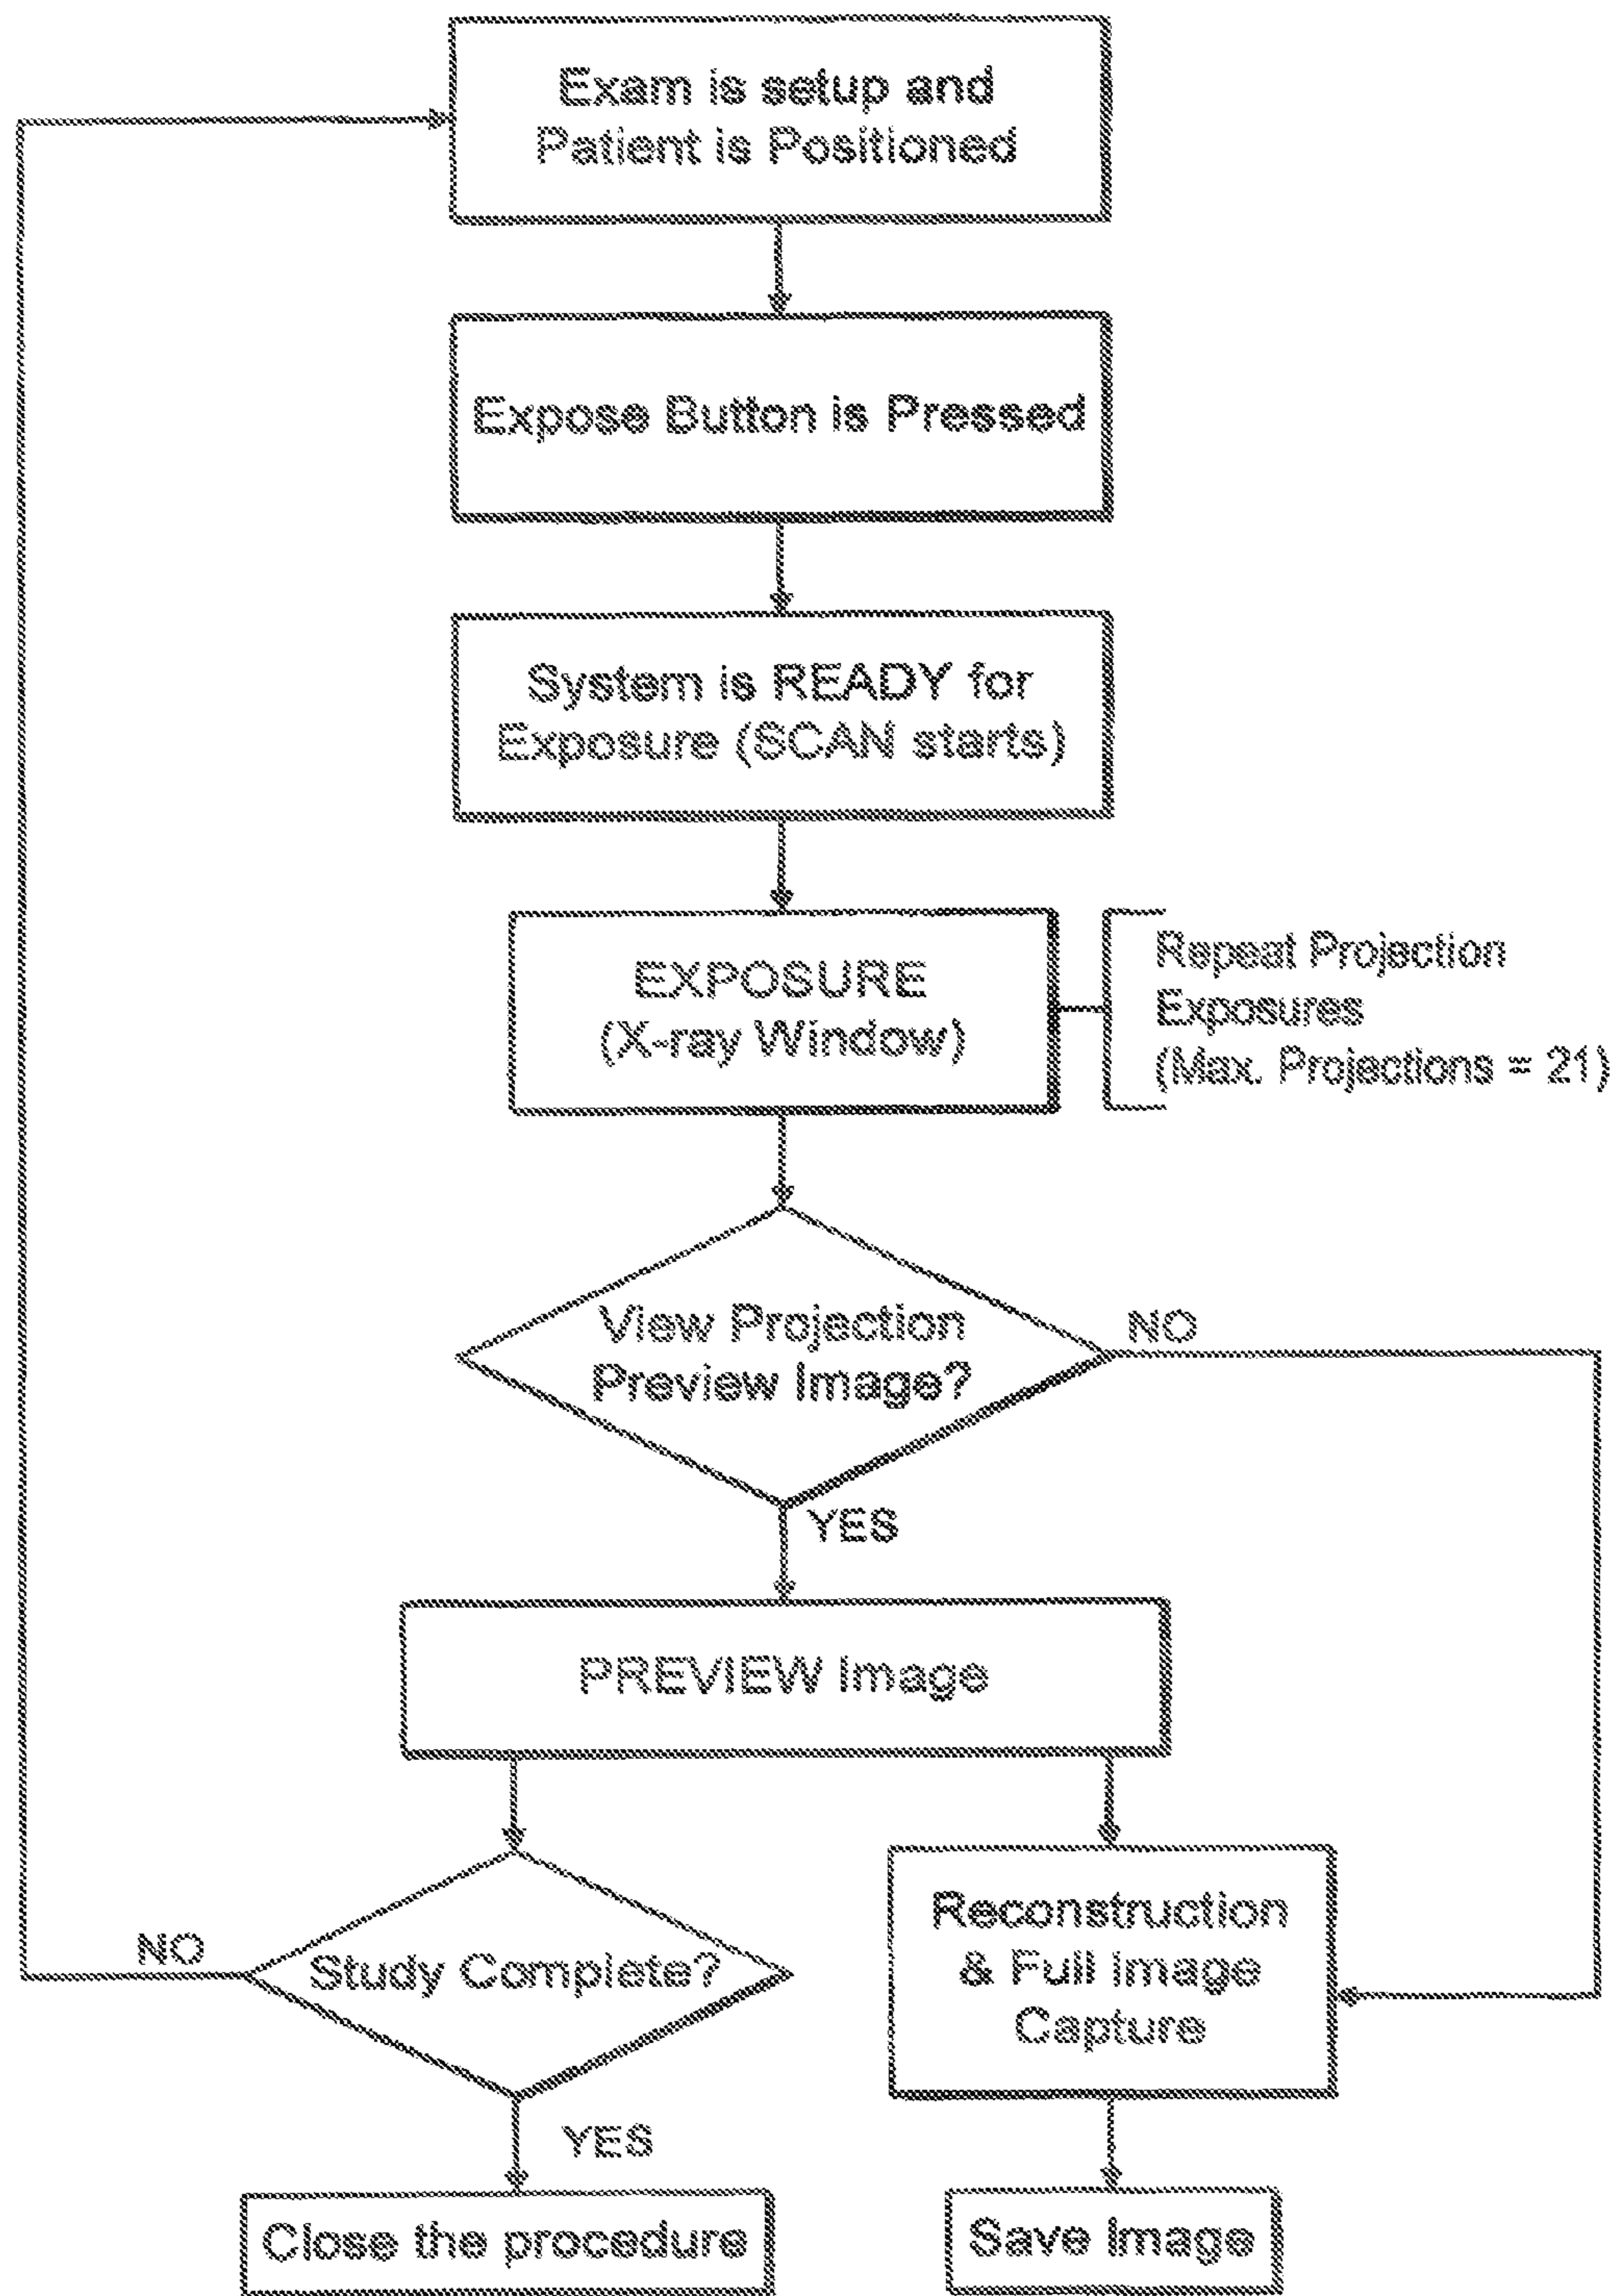 Exam is setup and
Patient is Positioned
Expose Button is Pressed
System is READY for
Exposure (SCAN starts)
EXPOSURE
(X-ray Window)
Repeat Projection
Exposures
(Max. Projections = 21)
View Projection
Preview Image?
NO
YES
PREVIEW Image
NO
Study Complete?
Reconstruction
& Full Image
Capture
YES
Close the procedure
Save Image